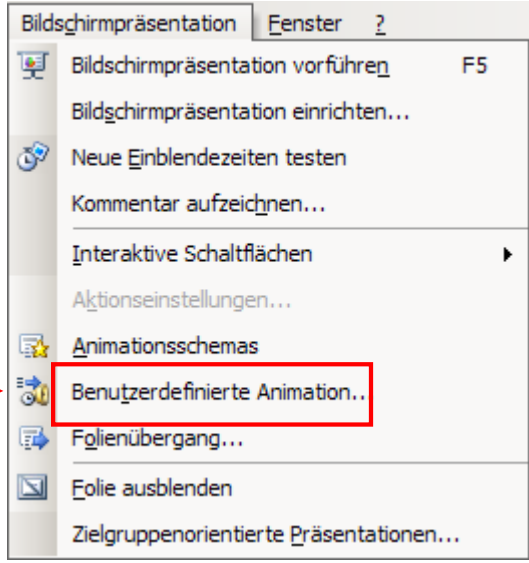 Bildschirmpräsentation Fenster ?
Bildschirmpräsentation vorführen F5
Bildschirmpräsentation einrichten...
Neue Einblendezeiten testen
Kommentar aufzeichnen...
Interaktive Schaltflächen
Aktionseinstellungen...
Animationsschemas
Benutzerdefinierte Animation..
Folienübergang...
Folie ausblenden
Zielgruppenorientierte Präsentationen...